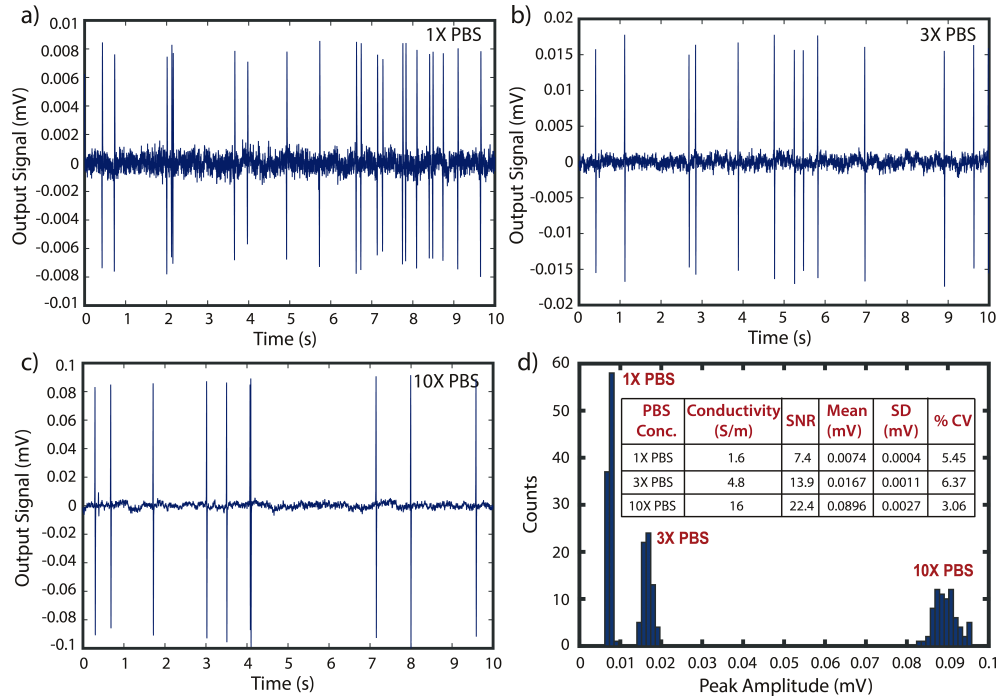 a)
1X PBS
Output Signal (mV)
0.01
0.008
0.006
0.004
0.002
0
-0.002
-0.004
-0.006
-0.008
-0.01
0 1 2 3 4 5 6 7 8 9 10
Time (s)
b)
3X PBS
Output Signal (mV)
0.02
0.015
0.01
0.005
0
-0.005
-0.01
-0.015
-0.02
0 1 2 3 4 5 6 7 8 9 10
Time (s)
c)
10X PBS
Output Signal (mV)
0.1
0.08
0.06
0.04
0.02
0
-0.02
-0.04
-0.06
-0.08
-0.1
0 1 2 3 4 5 6 7 8 9 10
Time (s)
d)
Counts
60
50
40
30
20
10
0
1X PBS
PBS Conc. Conductivity (S/m) SNR Mean (mV) SD (mV) % CV
1X PBS 1.6 7.4 0.0074 0.0004 5.45
3X PBS 4.8 13.9 0.0167 0.0011 6.37
10X PBS 16 22.4 0.0896 0.0027 3.06
3X PBS
10X PBS
0 0.01 0.02 0.03 0.04 0.05 0.06 0.07 0.08 0.09 0.1
Peak Amplitude (mV)